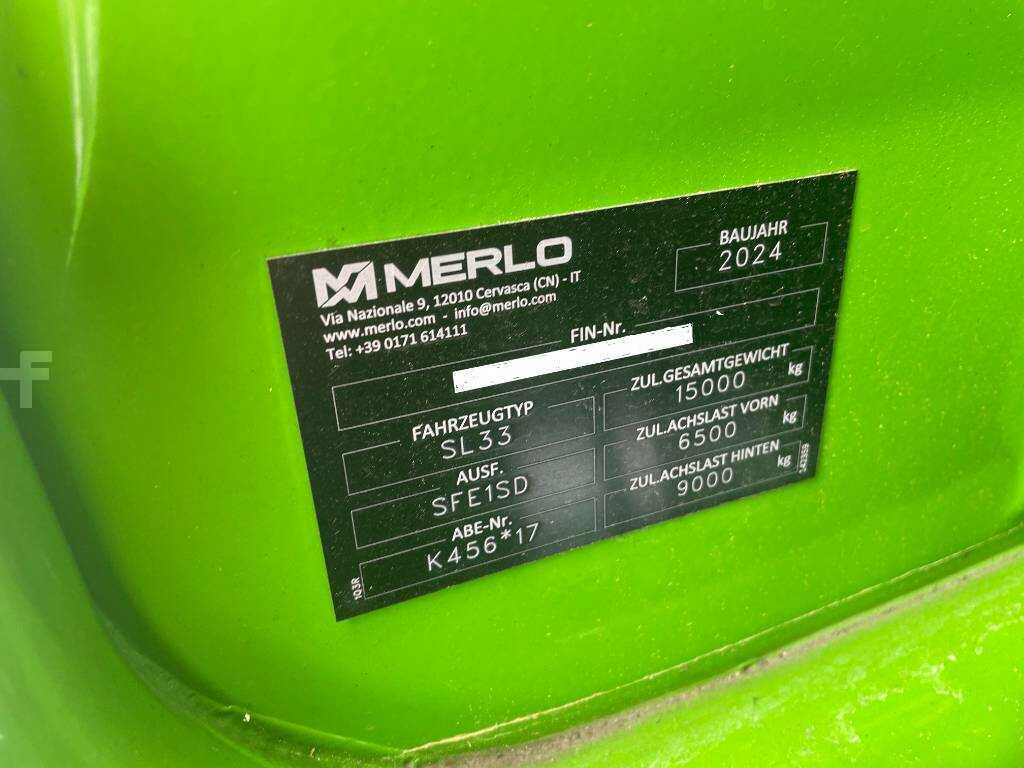 MERLO
Via Nazionale 9, 12010 Cervasca (CN) - IT
www.merlo.com - info@merlo.com
Tel: +39 0171 614111
BAUJAHR
2024
FIN-Nr.
FAHRZEUGTYP
SL33
AUSF.
SFE1SD
ABE-Nr.
K456*17
ZUL.GESAMTGEWICHT
15000 kg
ZUL.ACHSLAST VORN
6500 kg
ZUL.ACHSLAST HINTEN
9000 kg
1Q3R
142359